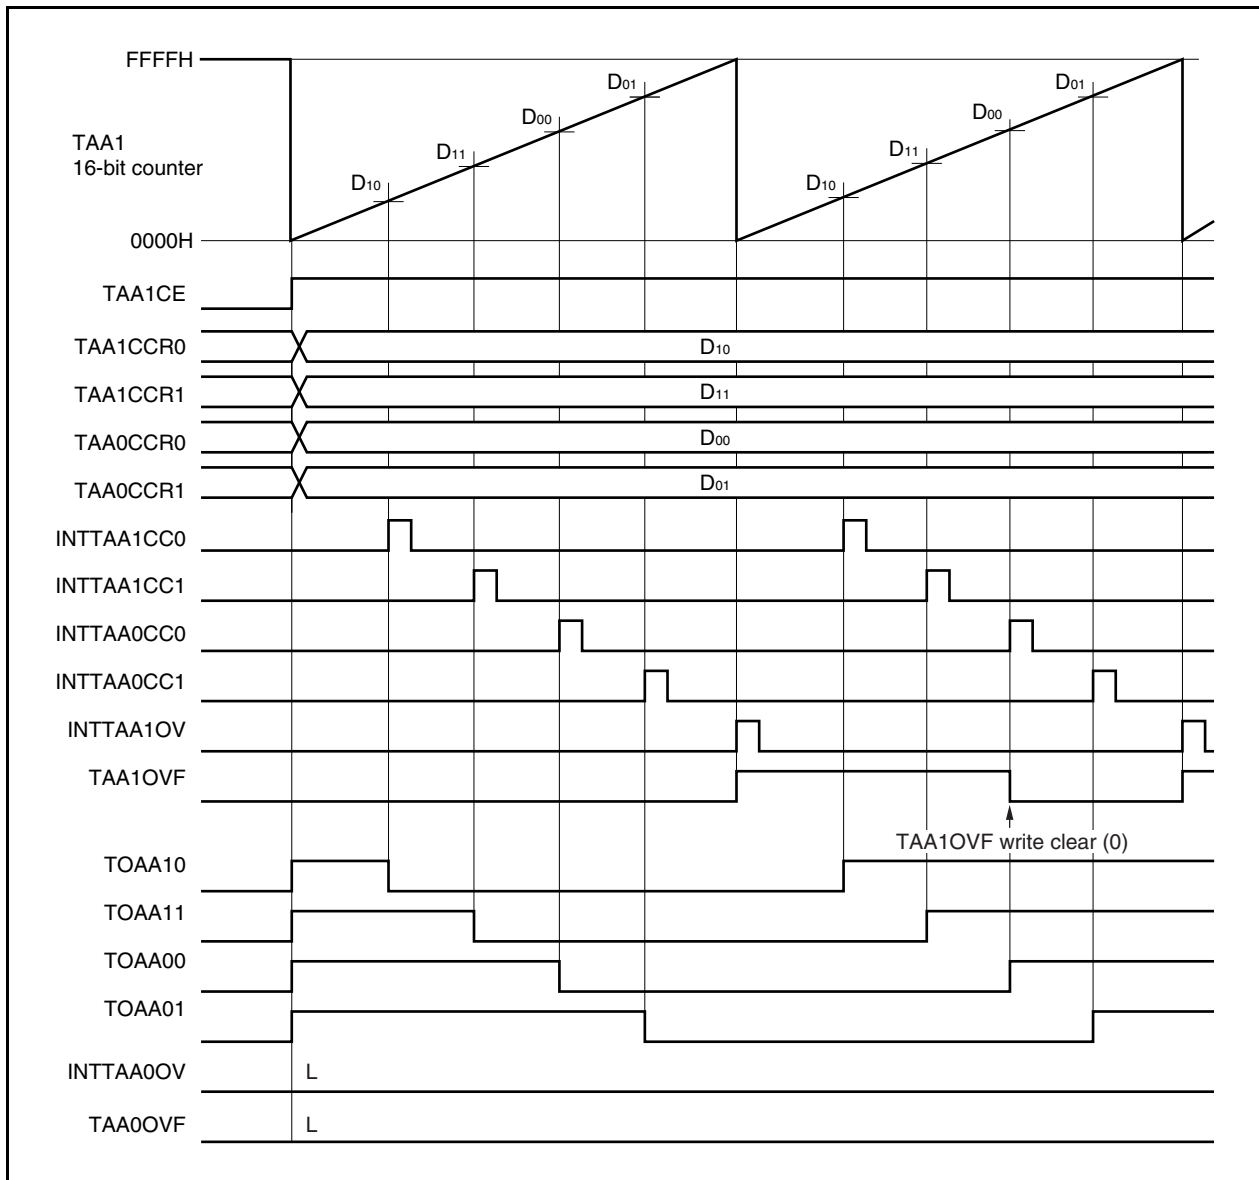 FFFFH
D01
D01
D00
D00
TAA1
16-bit counter
D11
D11
D10
D10
0000H
TAA1CE
TAA1CCR0
D10
TAA1CCR1
D11
TAA0CCR0
D00
TAA0CCR1
D01
INTTAA1CC0
INTTAA1CC1
INTTAA0CC0
INTTAA0CC1
INTTAA1OV
TAA1OVF
TAA1OVF write clear (0)
TOAA10
TOAA11
TOAA00
TOAA01
INTTAA0OV
L
TAA0OVF
L